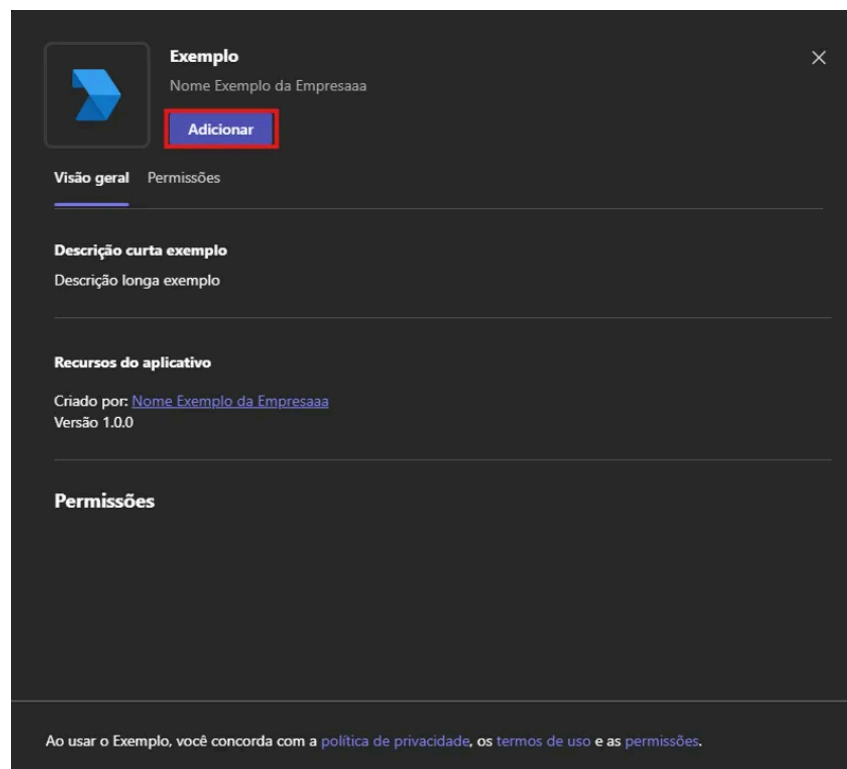 Exemplo
Nome Exemplo da Empresaaa
Adicionar
Visão geral Permissões
Descrição curta exemplo
Descrição longa exemplo
Recursos do aplicativo
Criado por: Nome Exemplo da Empresaaa
Versão 1.0.0
Permissões
Ao usar o Exemplo, você concorda com a política de privacidade, os termos de uso e as permissões.